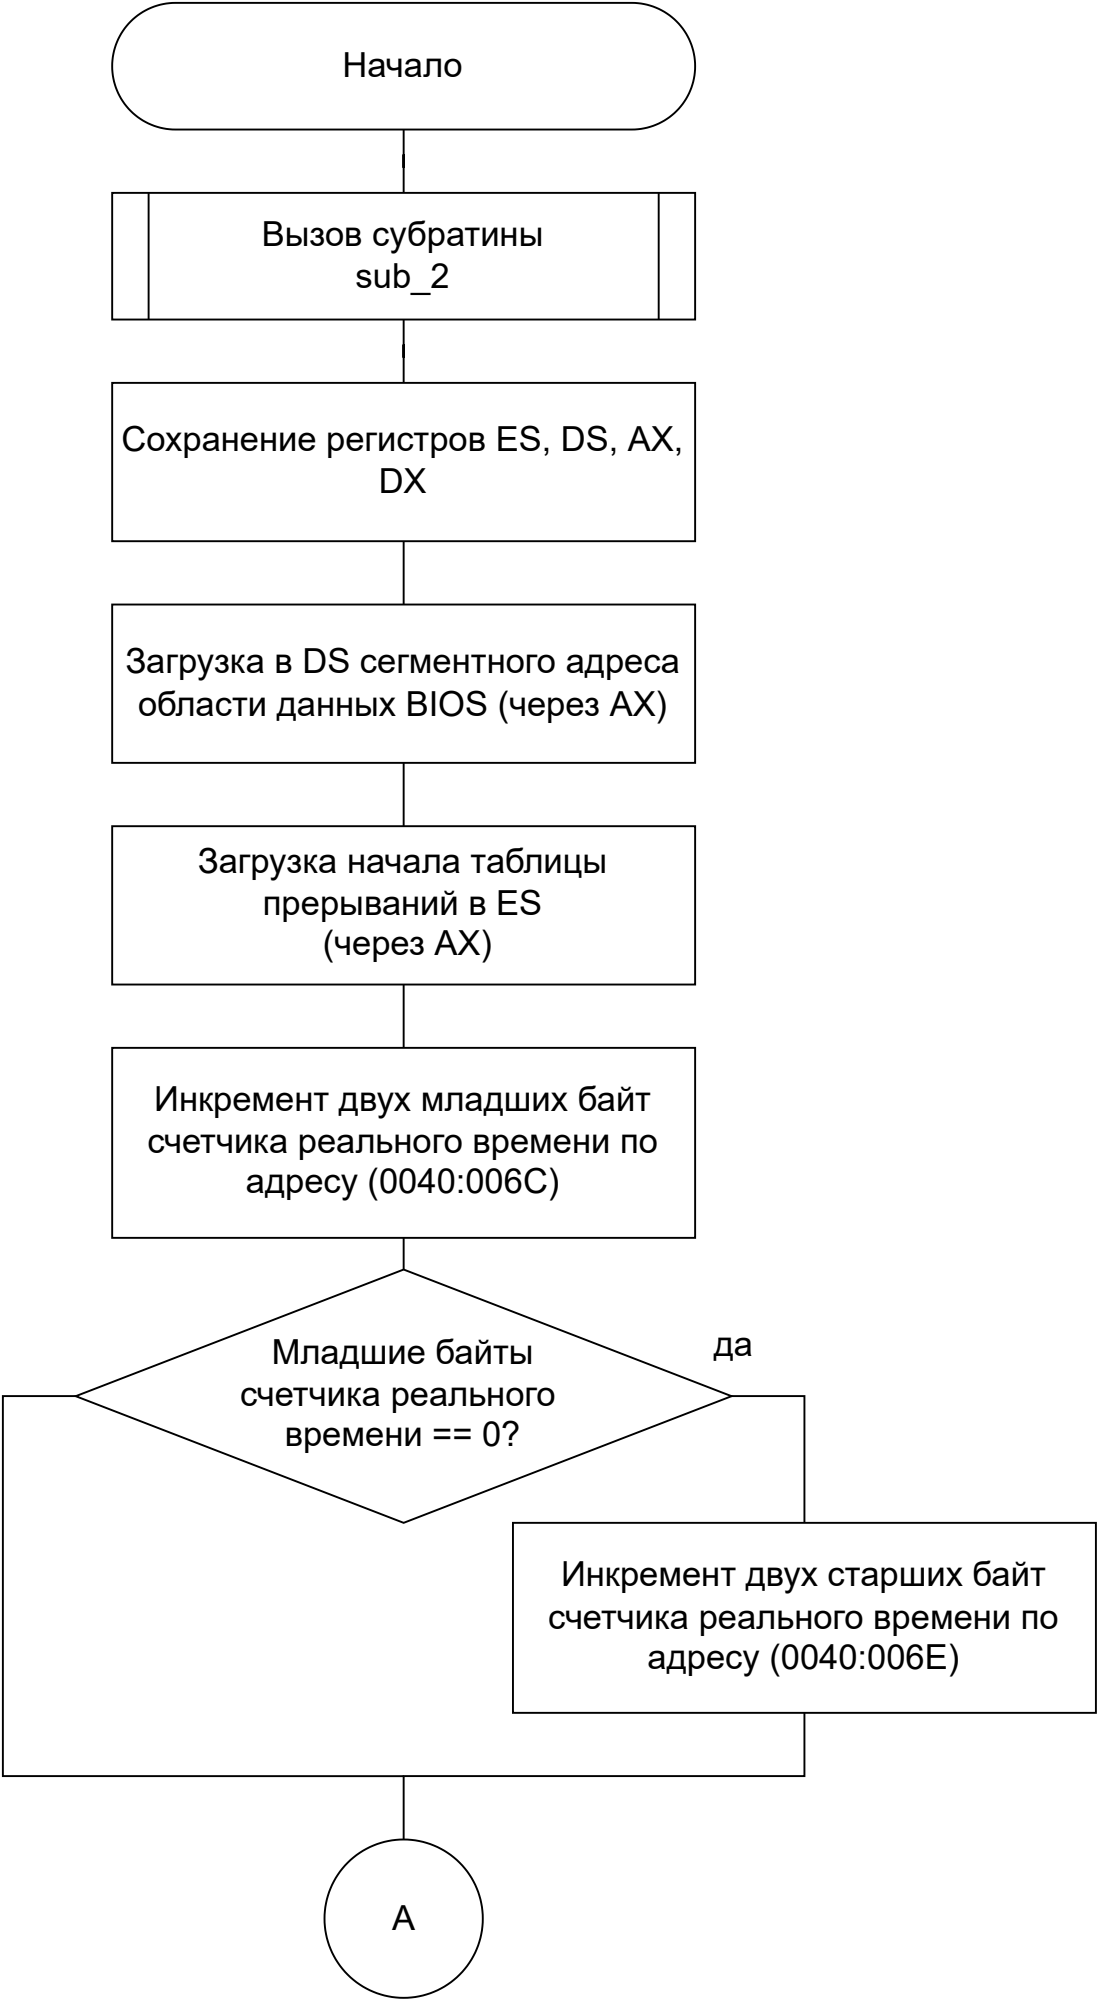 Начало
Вызов субратины
sub_2
Сохранение регистров ES, DS, AX,
DX
Загрузка в DS сегментного адреса
области данных BIOS (через AX)
Загрузка начала таблицы
прерываний в ES
(через AX)
Инкремент двух младших байт
счетчика реального времени по
адресу (0040:006C)
Младшие байты
счетчика реального
времени == 0?
да
Инкремент двух старших байт
счетчика реального времени по
адресу (0040:006E)
A